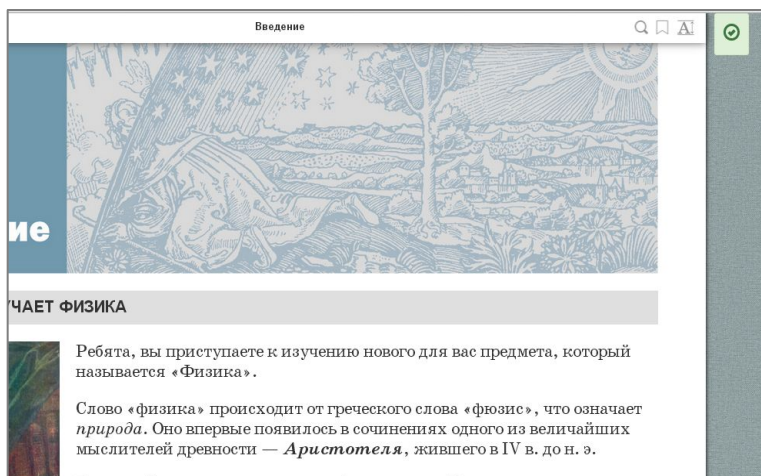 Введение
ие
ЧАЕТ ФИЗИКА
Ребята, вы приступаете к изучению нового для вас предмета, который
называется «Физика».
Слово «физика» происходит от греческого слова «фюзис», что означает
природа. Оно впервые появилось в сочинениях одного из величайших
мыслителей древности — Аристотеля, жившего в IV в. до н. э.